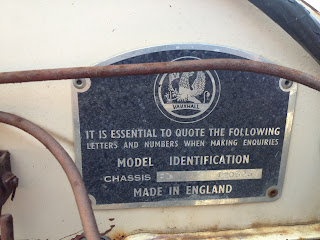 VAUXHALL
IT IS ESSENTIAL TO QUOTE THE FOLLOWING
LETTERS AND NUMBERS WHEN MAKING ENQUIRIES
MODEL IDENTIFICATION
CHASSIS
MADE IN ENGLAND